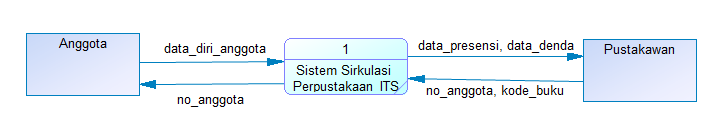 Anggota
data_diri_anggota
no_anggota
1
Sistem Sirkulasi
Perpustakaan ITS
data_presensi, data_denda
no_anggota, kode_buku
Pustakawan